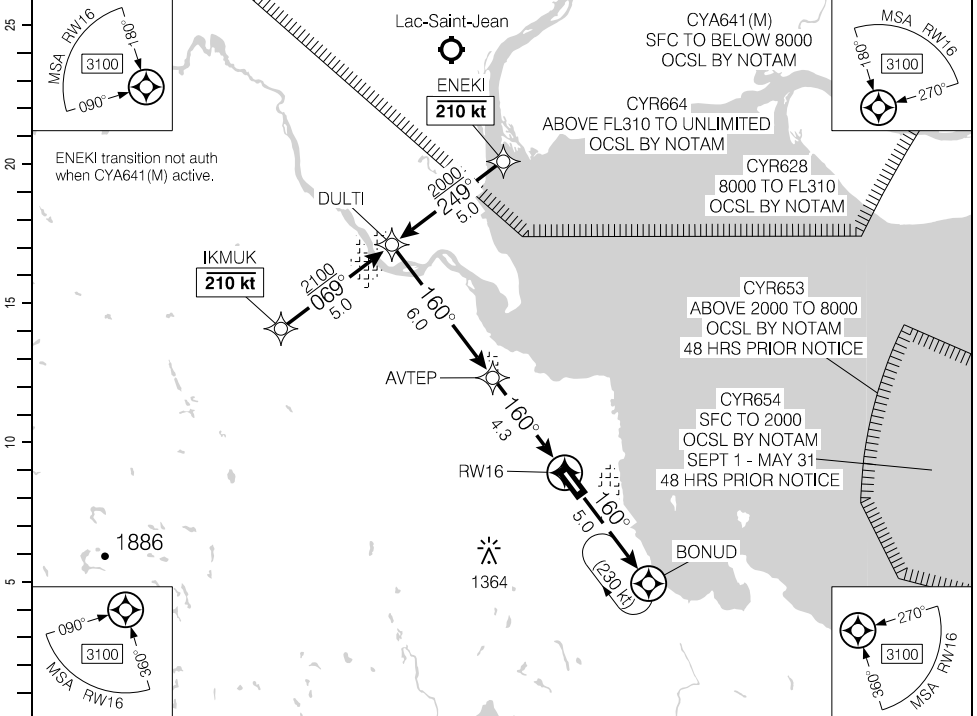 25
20
15
10
5
MSA RW16
180°
3100
090°
Lac-Saint-Jean
ENEKI
210 kt
CYA641(M)
SFC TO BELOW 8000
OCSL BY NOTAM
MSA RW16
180°
3100
270°
CYR664
ABOVE FL310 TO UNLIMITED
OCSL BY NOTAM
ENEKI transition not auth
when CYA641(M) active.
CYR628
8000 TO FL310
OCSL BY NOTAM
2000
249°
5.0
DULTI
IKMUK
210 kt
2100
069°
5.0
160°
6.0
CYR653
ABOVE 2000 TO 8000
OCSL BY NOTAM
48 HRS PRIOR NOTICE
AVTEP
160°
4.3
CYR654
SFC TO 2000
OCSL BY NOTAM
SEPT 1 - MAY 31
48 HRS PRIOR NOTICE
RW16
160°
5.0
1886
1364
BONUD
(230 kt)
090°
3100
360°
MSA RW16
270°
3100
360°
MSA RW16